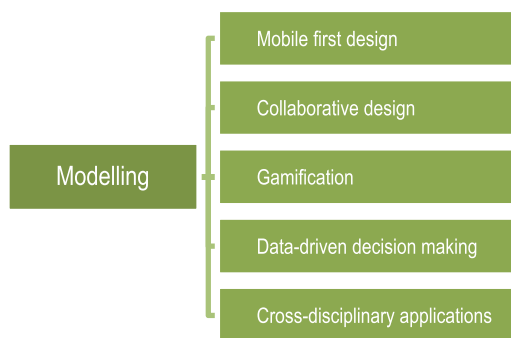 Modelling
Mobile first design
Collaborative design
Gamification
Data-driven decision making
Cross-disciplinary applications